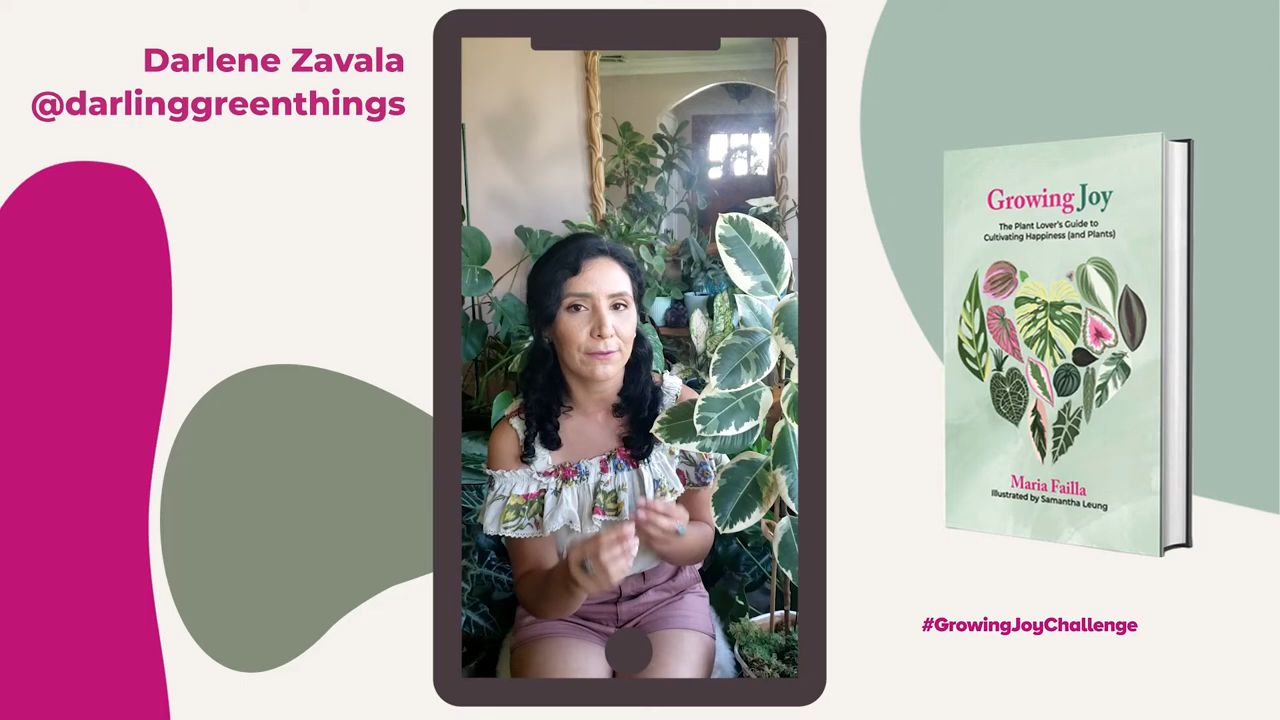 Darlene Zavala
@darlinggreenthings
Growing Joy
The Plant Lover's Guide to
Cultivating Happiness (and Plants)
Maria Failla
Illustrated by Samantha Leung
#GrowingJoyChallenge